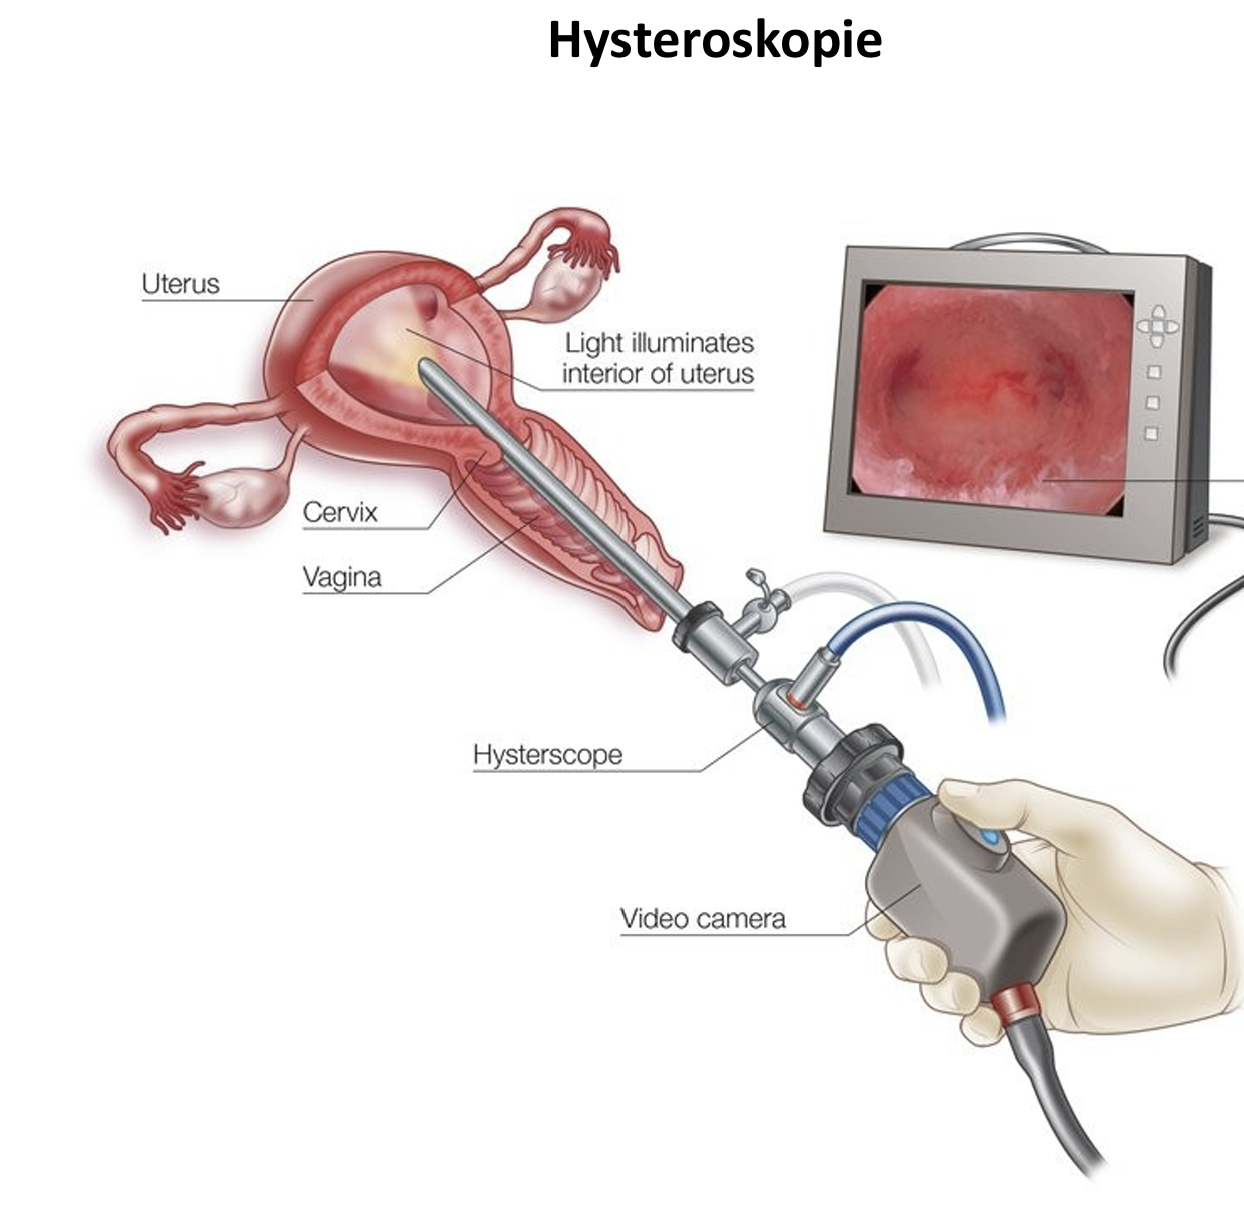 Hysteroskopie
Uterus
Light illuminates
interior of uterus
Cervix
Vagina
Hysterscope
Video camera